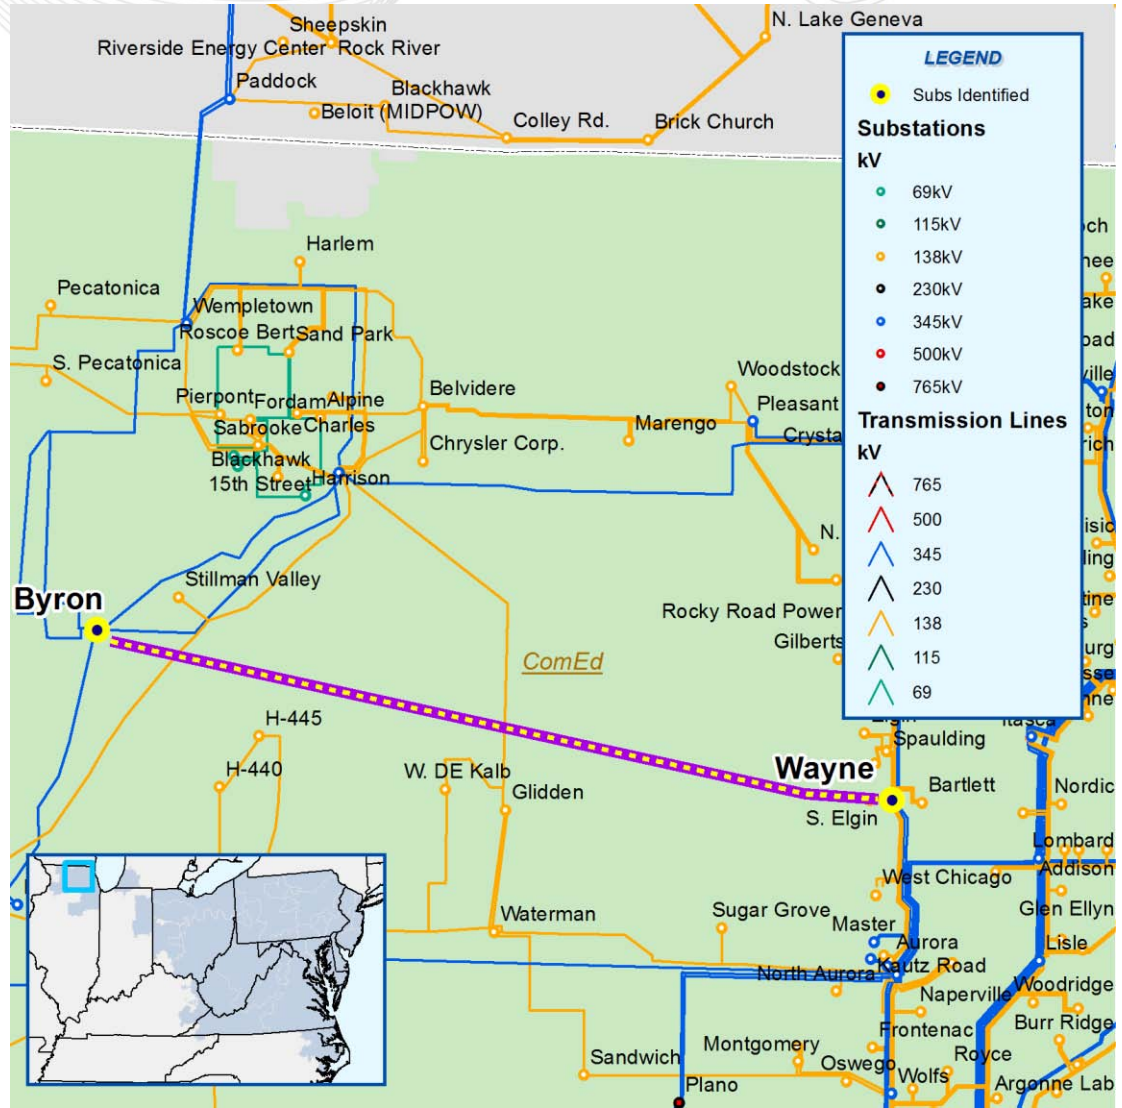 Sheepskin
N. Lake Geneva
Riverside Energy Center
Rock River
Paddock
Blackhawk
Beloit (MIDPOW)
Colley Rd.
Brick Church
LEGEND
Subs Identified
Substations
kV
69kV
115kV
138kV
230kV
345kV
500kV
765kV
Transmission Lines
kV
765
500
345
230
138
115
69
Harlem
Pecatonica
Wempletown
Roscoe Bert
Sand Park
S. Pecatonica
Pierpont
Fordam
Alpine
Sabrooke
Charles
Belvidere
Chrysler Corp.
Marengo
Woodstock
Pleasant
Crysta
Blackhawk
15th Street
Harrison
N.
Stillman Valley
Byron
Rocky Road Power
Gilberts
ComEd
H-445
H-440
W. DE Kalb
Glidden
Wayne
Elgin
Spaulding
Itasca
Bartlett
Nordic
S. Elgin
Lombard
Addison
West Chicago
Glen Ellyn
Waterman
Sugar Grove
Master
Aurora
Lisle
North Aurora
Kautz Road
Naperville
Woodridge
Frontenac
Burr Ridge
Sandwich
Montgomery
Oswego
Royce
Plano
Wolfs
Argonne Lab